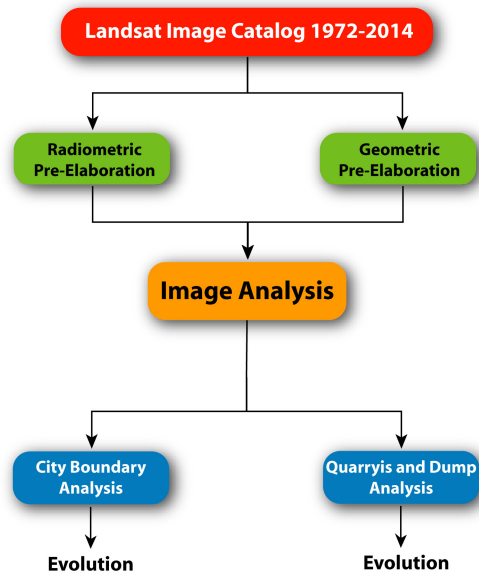 Landsat Image Catalog 1972-2014
Radiometric
Pre-Elaboration
Geometric
Pre-Elaboration
Image Analysis
City Boundary
Analysis
Quarryis and Dump
Analysis
Evolution
Evolution